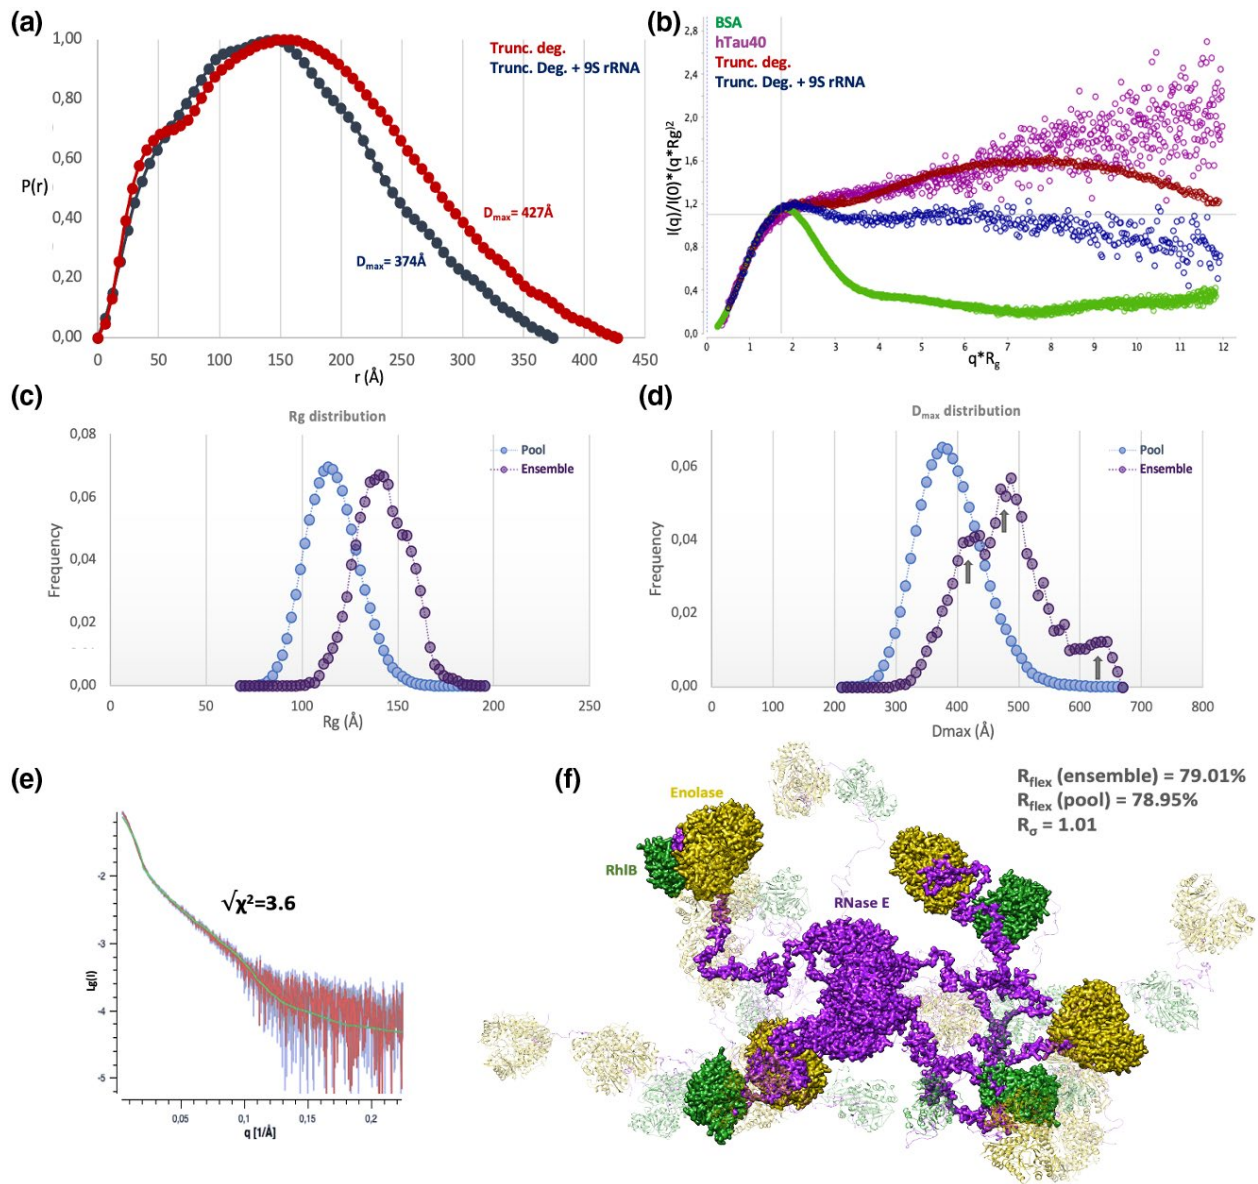 (a)
1,00
0,80
0,60
0,40
0,20
0,00
P(r)
0
50
100
150
200
250
300
350
400
450
r (Å)
Trunc. deg.
Trunc. Deg. + 9S rRNA
Dmax= 427Å
Dmax= 374Å
(b)
BSA
hTau40
Trunc. deg.
Trunc. Deg. + 9S rRNA
2,8
2,4
2,0
1,6
1,2
0,8
0,4
0,0
I(q)/I(0)*(q*Rg)2
0
1
2
3
4
5
6
7
8
9
10
11
12
q*Rg
(c)
Rg distribution
0,08
0,06
0,04
0,02
0,00
Frequency
Pool
Ensemble
0
50
100
150
200
250
Rg (Å)
(d)
Dmax distribution
0,06
0,04
0,02
0,00
Frequency
Pool
Ensemble
0
100
200
300
400
500
600
700
800
Dmax (Å)
(e)
√χ²=3.6
-2
-3
-4
-5
Lg(I)
0,05
0,1
0,15
0,2
q [1/Å]
(f)
Rflex (ensemble) = 79.01%
Rflex (pool) = 78.95%
Rσ = 1.01
Enolase
RhlB
RNase E